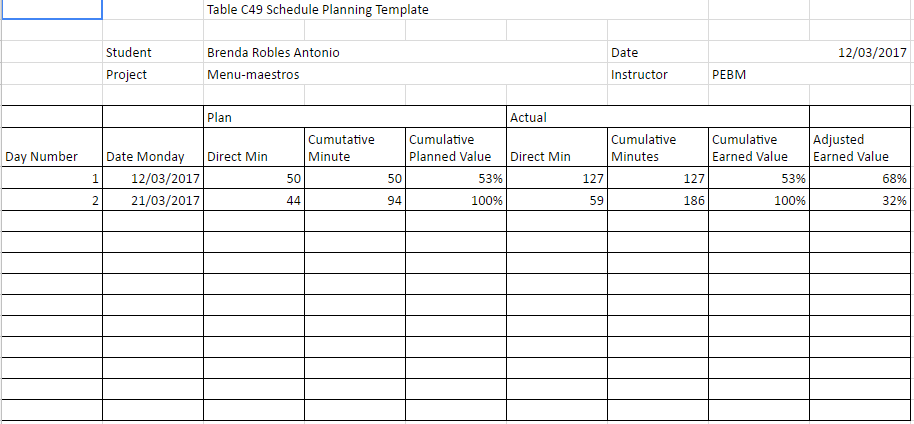 Table C49 Schedule Planning Template
Student Brenda Robles Antonio Date 12/03/2017
Project Menu-maestros Instructor PEBM
Plan Actual
Day Number Date Monday Direct Min Cumutative Minute Cumulative Planned Value Direct Min Cumulative Minutes Cumulative Earned Value Adjusted Earned Value
1 12/03/2017 50 50 53% 127 127 53% 68%
2 21/03/2017 44 94 100% 59 186 100% 32%